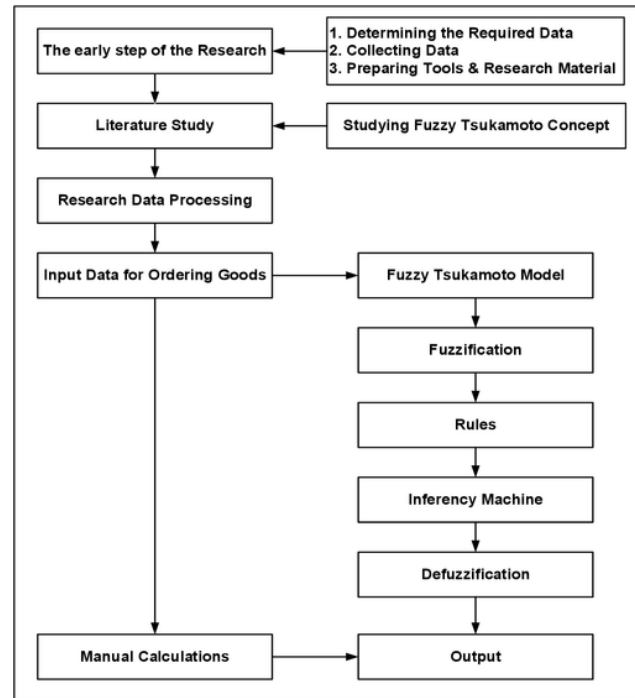 The early step of the Research
1. Determining the Required Data
2. Collecting Data
3. Preparing Tools & Research Material
Literature Study
Studying Fuzzy Tsukamoto Concept
Research Data Processing
Input Data for Ordering Goods
Fuzzy Tsukamoto Model
Fuzzification
Rules
Inferency Machine
Defuzzification
Manual Calculations
Output